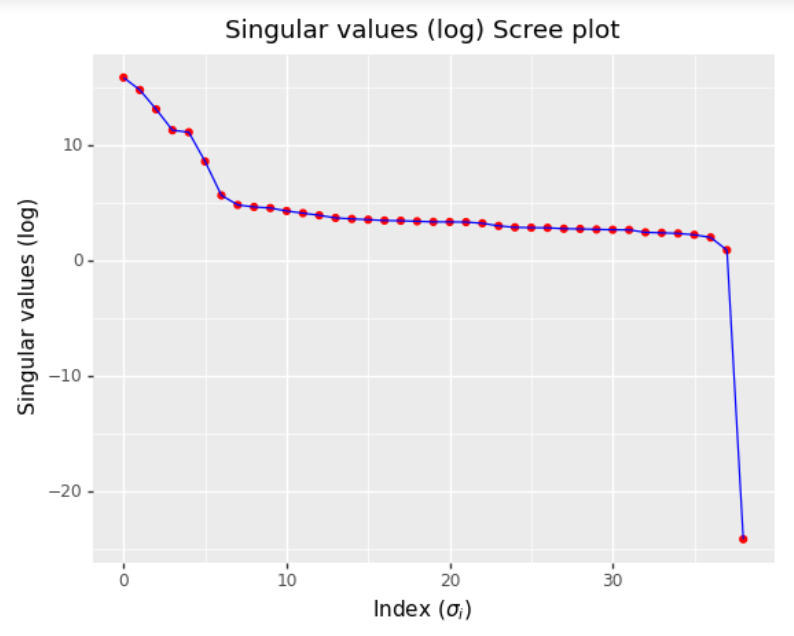 Singular values (log) Scree plot
Singular values (log)
10
0
−10
−20
0 10 20 30
Index (σᵢ)